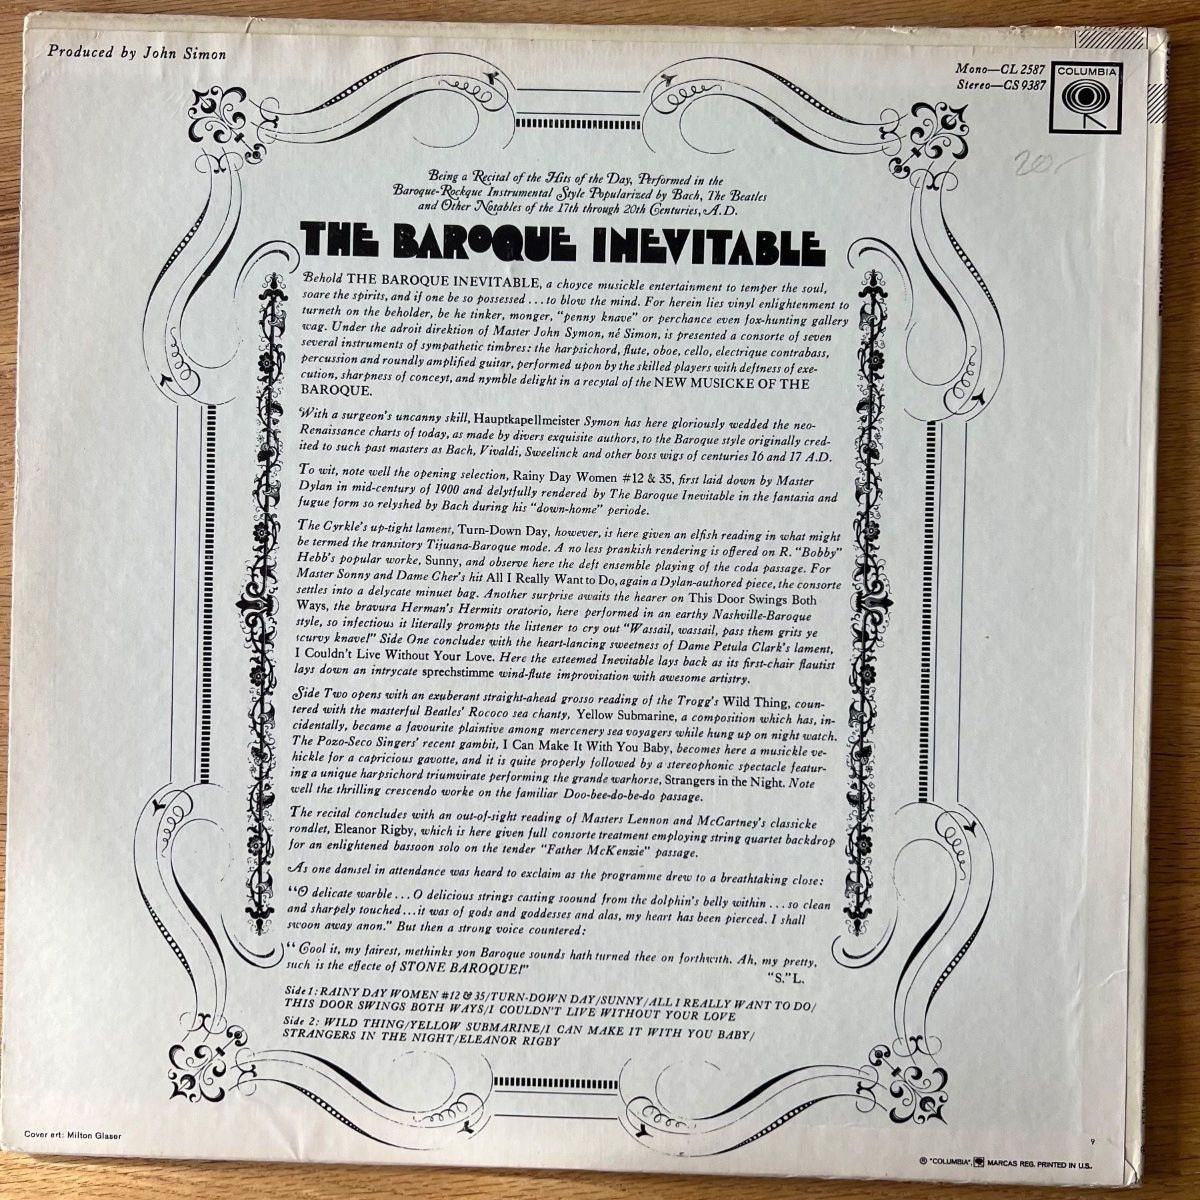 Produced by John Simon
Mono—CL 2587
Stereo—CS 9387
COLUMBIA
Being a Recital of the Hits of the Day, Performed in the
Baroque-Rockque Instrumental Style Popularized by Bach, The Beatles
and Other Notables of the 17th through 20th Centuries, A.D.
THE BAROQUE INEVITABLE
Behold THE BAROQUE INEVITABLE, a choyce musickle entertainment to temper the soul,
soare the spirits, and if one be so possessed...to blow the mind. For herein lies vinyl enlightenment to
turneth on the beholder, be he tinker, monger, "penny knave" or perchance even fox-hunting gallery
wag. Under the adroit direktion of Master John Symon, né Simon, is presented a consorte of seven
several instruments of sympathetic timbres: the harpsichord, flute, oboe, cello, electrique contrabass,
percussion and roundly amplified guitar, performed upon by the skilled players with deftness of exe-
cution, sharpness of conceyt, and nymble delight in a recytal of the NEW MUSICKE OF THE
BAROQUE.
With a surgeon's uncanny skill, Hauptkapellmeister Symon has here gloriously wedded the neo-
Renaissance charts of today, as made by divers exquisite authors, to the Baroque style originally cred-
ited to such past masters as Bach, Vivaldi, Sweelinck and other boss wigs of centuries 16 and 17 A.D.
To wit, note well the opening selection, Rainy Day Women #12 & 35, first laid down by Master
Dylan in mid-century of 1900 and delytfully rendered by The Baroque Inevitable in the fantasia and
fugue form so relyshed by Bach during his "down-home" periode.
The Cyrkle's up-tight lament, Turn-Down Day, however, is here given an elfish reading in what might
be termed the transitory Tijuana-Baroque mode. A no less prankish rendering is offered on R. "Bobby"
Hebb's popular worke, Sunny, and observe here the deft ensemble playing of the coda passage. For
Master Sonny and Dame Cher's hit All I Really Want to Do, again a Dylan-authored piece, the consorte
settles into a delycate minuet bag. Another surprise awaits the hearer on This Door Swings Both
Ways, the bravura Herman's Hermits oratorio, here performed in an earthy Nashville-Baroque
style, so infectious it literally prompts the listener to cry out "Wassail, wassail, pass them grits ye
scurvy knave!" Side One concludes with the heart-lancing sweetness of Dame Petula Clark's lament,
I Couldn't Live Without Your Love. Here the esteemed Inevitable lays back as its first-chair flautist
lays down an intrycate sprechstimme wind-flute improvisation with awesome artistry.
Side Two opens with an exuberant straight-ahead grosso reading of the Trogg's Wild Thing, coun-
tered with the masterful Beatles' Rococo sea chanty, Yellow Submarine, a composition which has, in-
cidentally, became a favourite plaintive among mercenery sea voyagers while hung up on night watch.
The Pozo-Seco Singers' recent gambit, I Can Make It With You Baby, becomes here a musickle ve-
hickle for a capricious gavotte, and it is quite properly followed by a stereophonic spectacle featur-
ing a unique harpsichord triumvirate performing the grande warhorse, Strangers in the Night. Note
well the thrilling crescendo worke on the familiar Doo-bee-do-be-do passage.
The recital concludes with an out-of-sight reading of Masters Lennon and McCartney's classicke
rondlet, Eleanor Rigby, which is here given full consorte treatment employing string quartet backdrop
for an enlightened bassoon solo on the tender "Father McKenzie" passage.
As one damsel in attendance was heard to exclaim as the programme drew to a breathtaking close:
"O delicate warble...O delicious strings casting soound from the dolphin's belly within...so clean
and sharpely touched...it was of gods and goddesses and alas, my heart has been pierced. I shall
swoon away anon." But then a strong voice countered:
"Cool it, my fairest, methinks yon Baroque sounds hath turned thee on forthwith. Ah, my pretty,
such is the effecte of STONE BAROQUE!"
"S."L.
Side 1: RAINY DAY WOMEN #12 & 35/TURN-DOWN DAY/SUNNY/ALL I REALLY WANT TO DO/
THIS DOOR SWINGS BOTH WAYS/I COULDN'T LIVE WITHOUT YOUR LOVE
Side 2: WILD THING/YELLOW SUBMARINE/I CAN MAKE IT WITH YOU BABY/
STRANGERS IN THE NIGHT/ELEANOR RIGBY
Cover art: Milton Glaser
9
® "COLUMBIA", MARCAS REG. PRINTED IN U.S.